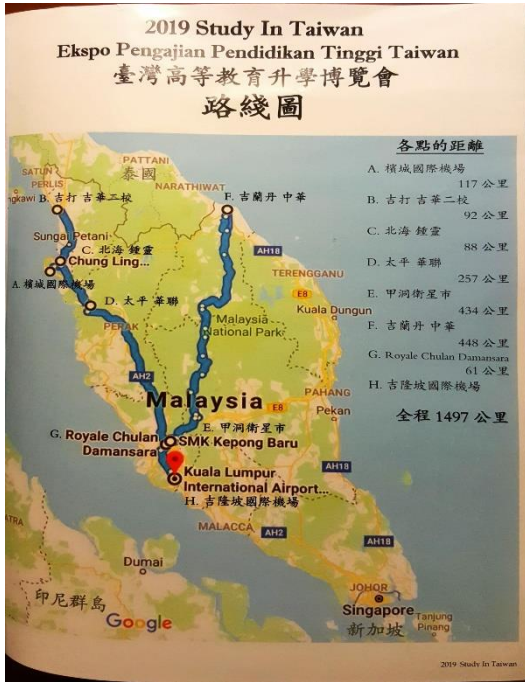 2019 Study In Taiwan
Ekspo Pengajian Pendidikan Tinggi Taiwan
臺灣高等教育升學博覽會
路綫圖
各點的距離
A. 檳城國際機場
117 公里
B. 吉打 吉華二校
92 公里
C. 北海 鍾靈
88 公里
D. 太平 華聯
257 公里
E. 甲洞衛星市
434 公里
F. 吉蘭丹 中華
448 公里
G. Royale Chulan Damansara
61 公里
H. 吉隆坡國際機場
全程 1497 公里
PATTANI
SATUN
泰國
PERLIS
NARATHIWAT
ngkawi
B. 吉打 吉華二校
F. 吉蘭丹 中華
Sungai Petani
C. 北海 鍾靈
AH18
Chung Ling...
TERENGGANU
A. 檳城國際機場
E8
D. 太平 華聯
Kuala Dungun
Malaysia
National Park
PERAK
AH2
PAHANG
Malaysia
E8
Pekan
E. 甲洞衛星市
G. Royale Chulan
Damansara
SMK Kepong Baru
AH18
Kuala Lumpur
International Airport...
H. 吉隆坡國際機場
MALACCA
AH2
AH18
ATRA
Dumai
JOHOR
印尼群島
Singapore
Google
新加坡
Tanjung
Pinang
2019 Study In Taiwan